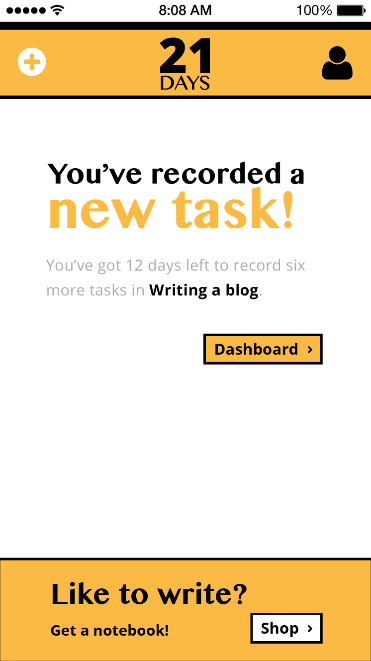 8:08 AM
100%
21
DAYS
You’ve recorded a
new task!
You’ve got 12 days left to record six
more tasks in Writing a blog.
Dashboard ›
Like to write?
Get a notebook!
Shop ›